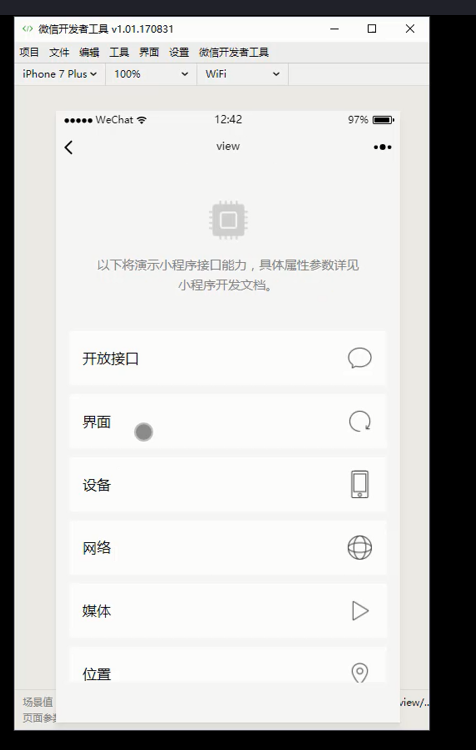 微信开发者工具 v1.01.170831
项目 文件 编辑 工具 界面 设置 微信开发者工具
iPhone 7 Plus 100% WiFi
WeChat 12:42 97%
view
以下将演示小程序接口能力，具体属性参数详见
小程序开发文档。
开放接口
界面
设备
网络
媒体
位置
场景值 view/...
页面参数